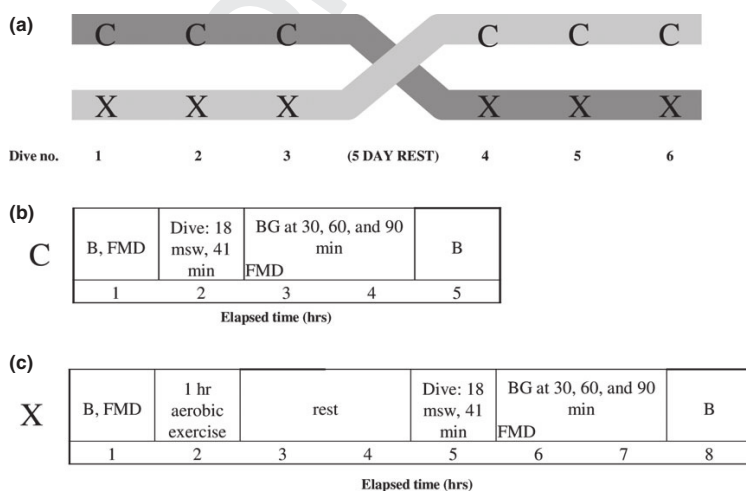 (a)
C C C C C C
X X X X X X
Dive no. 1 2 3 (5 DAY REST) 4 5 6
(b)
C
B, FMD
Dive: 18
msw, 41
min
BG at 30, 60, and 90
min
FMD
B
1 2 3 4 5
Elapsed time (hrs)
(c)
X
B, FMD
1 hr
aerobic
exercise
rest
Dive: 18
msw, 41
min
BG at 30, 60, and 90
min
FMD
B
1 2 3 4 5 6 7 8
Elapsed time (hrs)